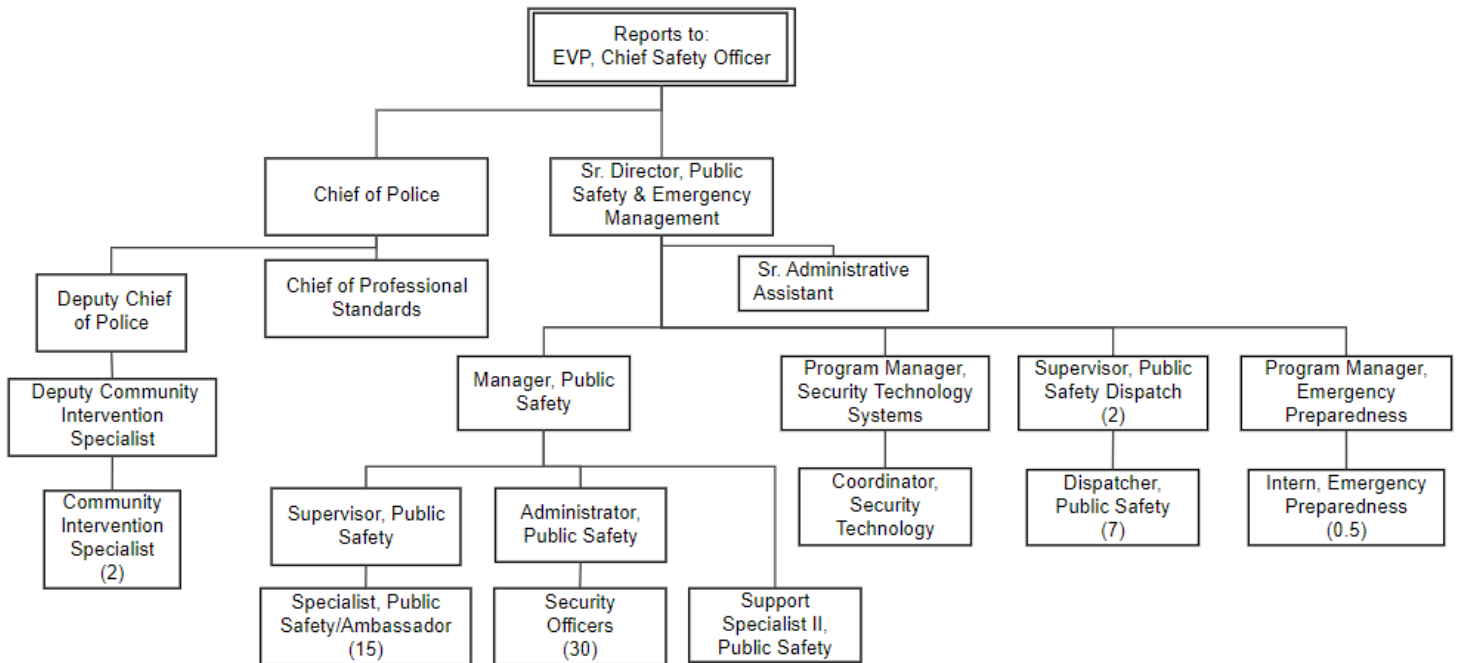 Reports to:
EVP, Chief Safety Officer
Chief of Police
Sr. Director, Public
Safety & Emergency
Management
Sr. Administrative
Assistant
Deputy Chief
of Police
Chief of Professional
Standards
Deputy Community
Intervention
Specialist
Community
Intervention
Specialist
(2)
Manager, Public
Safety
Program Manager,
Security Technology
Systems
Supervisor, Public
Safety Dispatch
(2)
Program Manager,
Emergency
Preparedness
Supervisor, Public
Safety
Administrator,
Public Safety
Coordinator,
Security
Technology
Dispatcher,
Public Safety
(7)
Intern, Emergency
Preparedness
(0.5)
Specialist, Public
Safety/Ambassador
(15)
Security
Officers
(30)
Support
Specialist II,
Public Safety